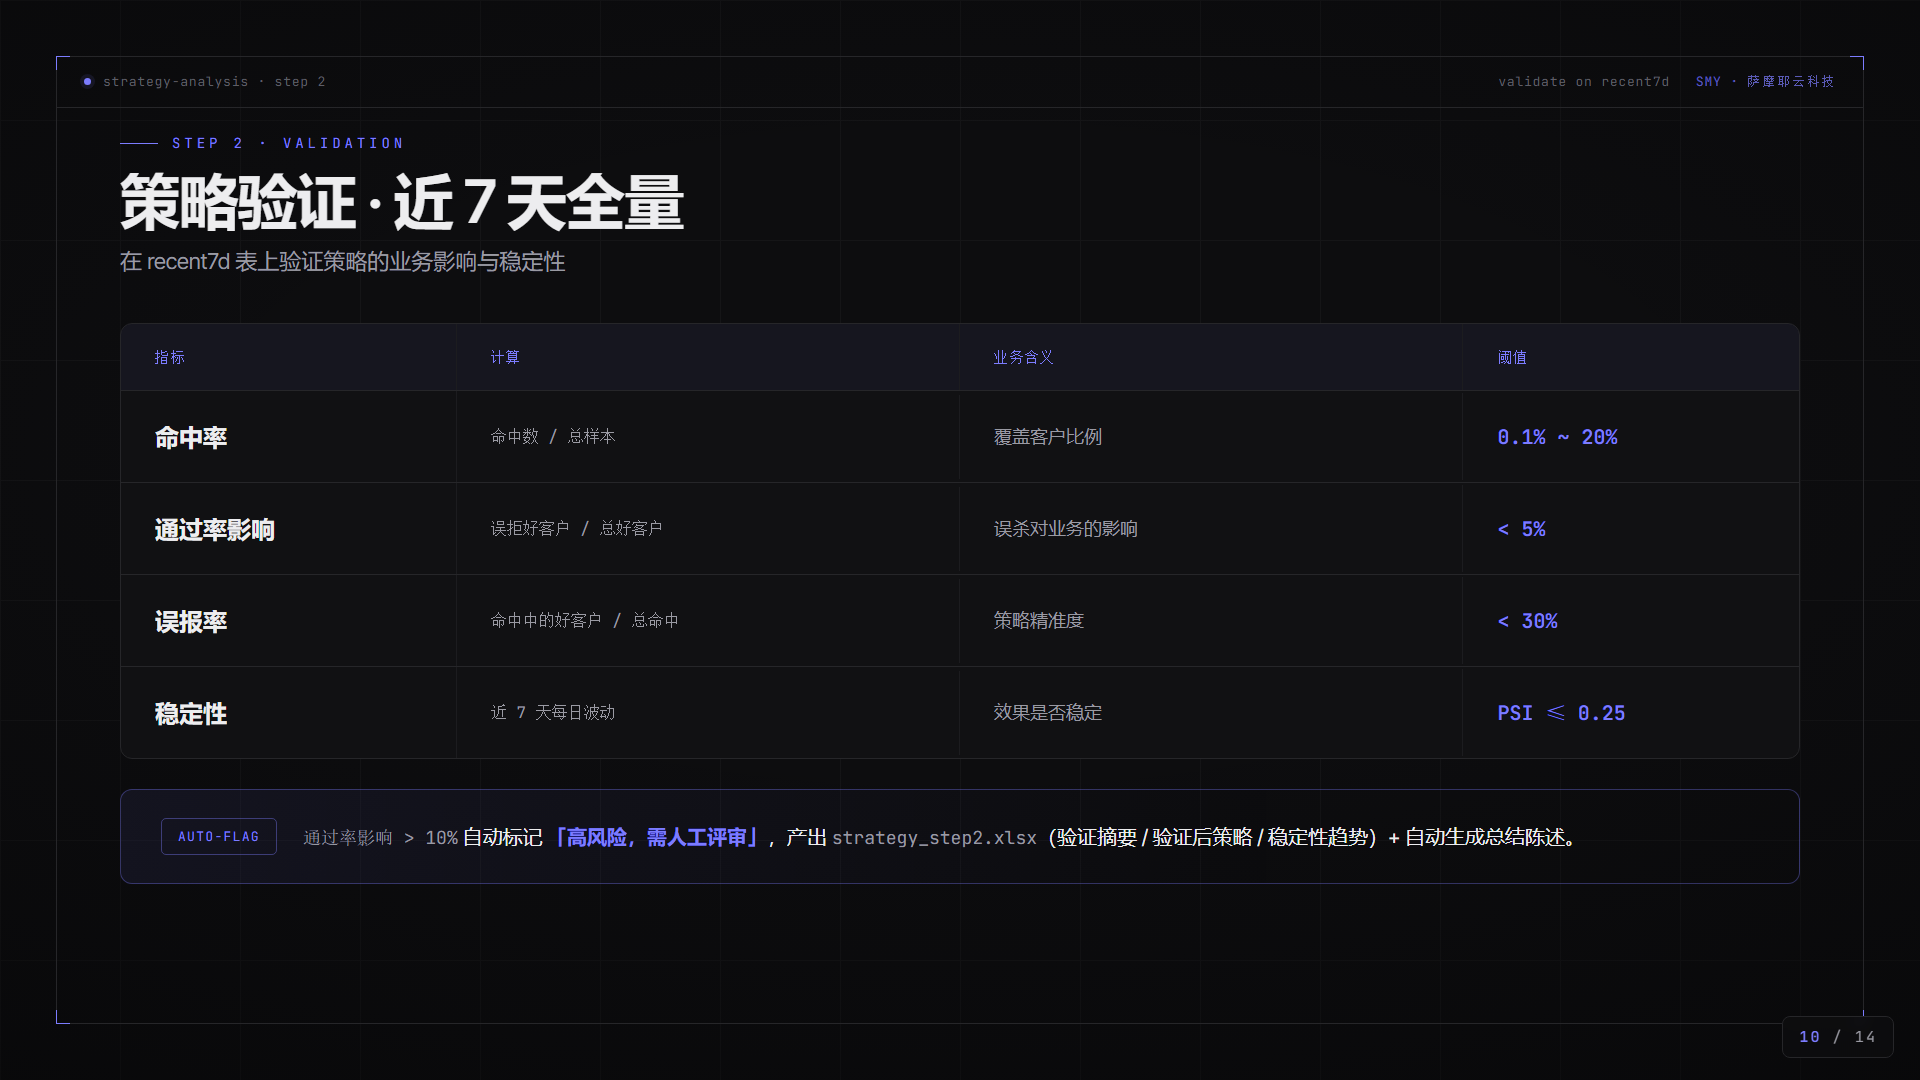 strategy-analysis · step 2
validate on recent7d SMY · 萨摩耶云科技
STEP 2 · VALIDATION
策略验证 · 近 7 天全量
在 recent7d 表上验证策略的业务影响与稳定性
指标 计算 业务含义 阈值
命中率 命中数 / 总样本 覆盖客户比例 0.1% ~ 20%
通过率影响 误拒好客户 / 总好客户 误杀对业务的影响 < 5%
误报率 命中中的好客户 / 总命中 策略精准度 < 30%
稳定性 近 7 天每日波动 效果是否稳定 PSI ≤ 0.25
AUTO-FLAG 通过率影响 > 10% 自动标记「高风险，需人工评审」，产出 strategy_step2.xlsx（验证摘要 / 验证后策略 / 稳定性趋势）+ 自动生成总结陈述。
10 / 14